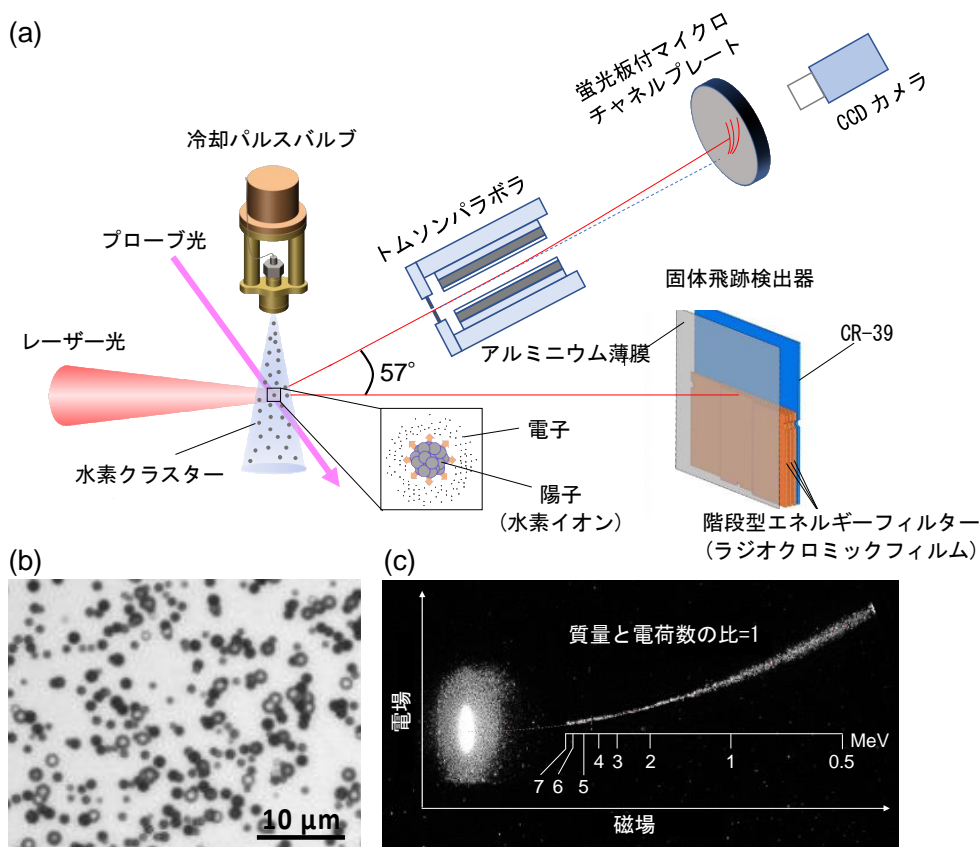 (a)
蛍光板付マイクロ
チャネルプレート
CCD カメラ
冷却パルスバルブ
トムソンパラボラ
プローブ光
固体飛跡検出器
レーザー光
アルミニウム薄膜
CR-39
57°
電子
水素クラスター
陽子
(水素イオン)
階段型エネルギーフィルター
(ラジオクロミックフィルム)
(b)
10 μm
(c)
質量と電荷数の比=1
電場
MeV
7 6 5 4 3 2 1 0.5
磁場